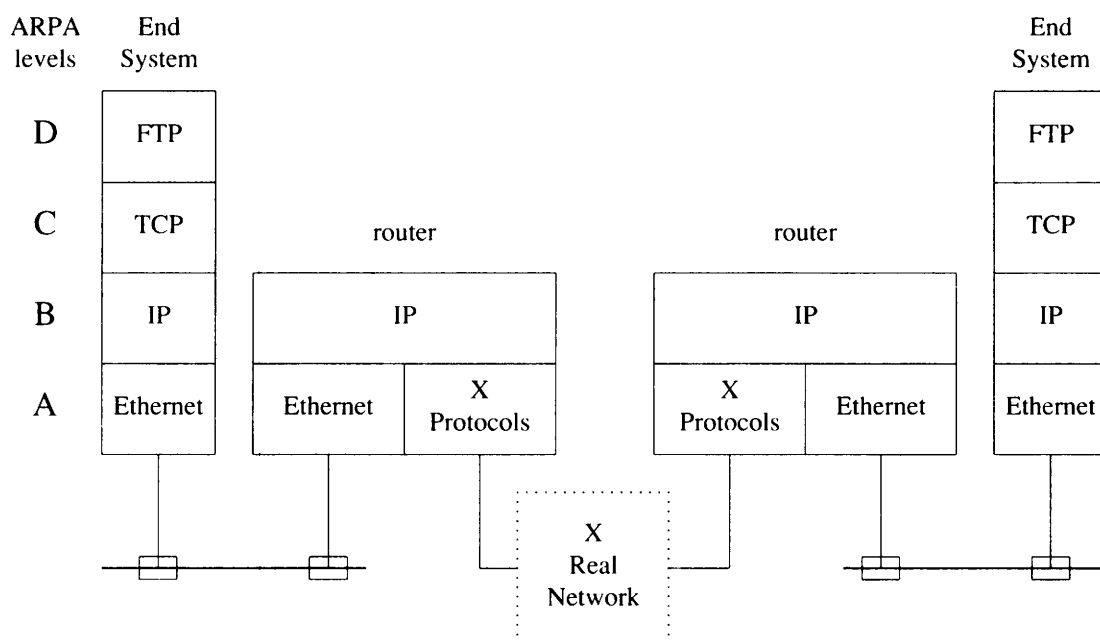 ARPA
levels
End
System
End
System
D
FTP
FTP
C
TCP
router
router
TCP
B
IP
IP
IP
IP
A
Ethernet
Ethernet
X
Protocols
X
Protocols
Ethernet
Ethernet
X
Real
Network